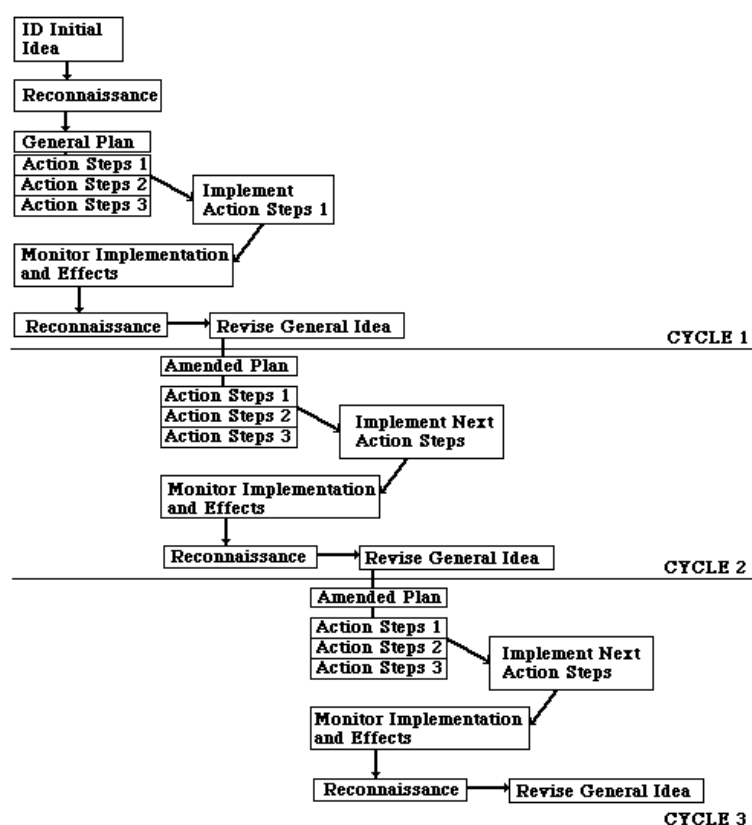 ID Initial
Idea
Reconnaissance
General Plan
Action Steps 1
Action Steps 2
Action Steps 3
Implement
Action Steps 1
Monitor Implementation
and Effects
Reconnaissance
Revise General Idea
CYCLE 1
Amended Plan
Action Steps 1
Action Steps 2
Action Steps 3
Implement Next
Action Steps
Monitor Implementation
and Effects
Reconnaissance
Revise General Idea
CYCLE 2
Amended Plan
Action Steps 1
Action Steps 2
Action Steps 3
Implement Next
Action Steps
Monitor Implementation
and Effects
Reconnaissance
Revise General Idea
CYCLE 3